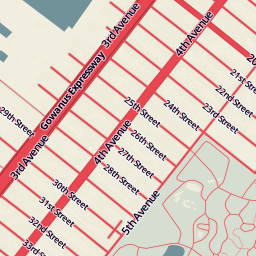 3rd Avenue
4th Avenue
Gowanus Expressway
21st Street
22nd Street
23rd Street
24th Street
25th Street
26th Street
27th Street
28th Street
29th Street
3rd Avenue
4th Avenue
5th Avenue
30th Street
31st Street
32nd Street
33rd Street